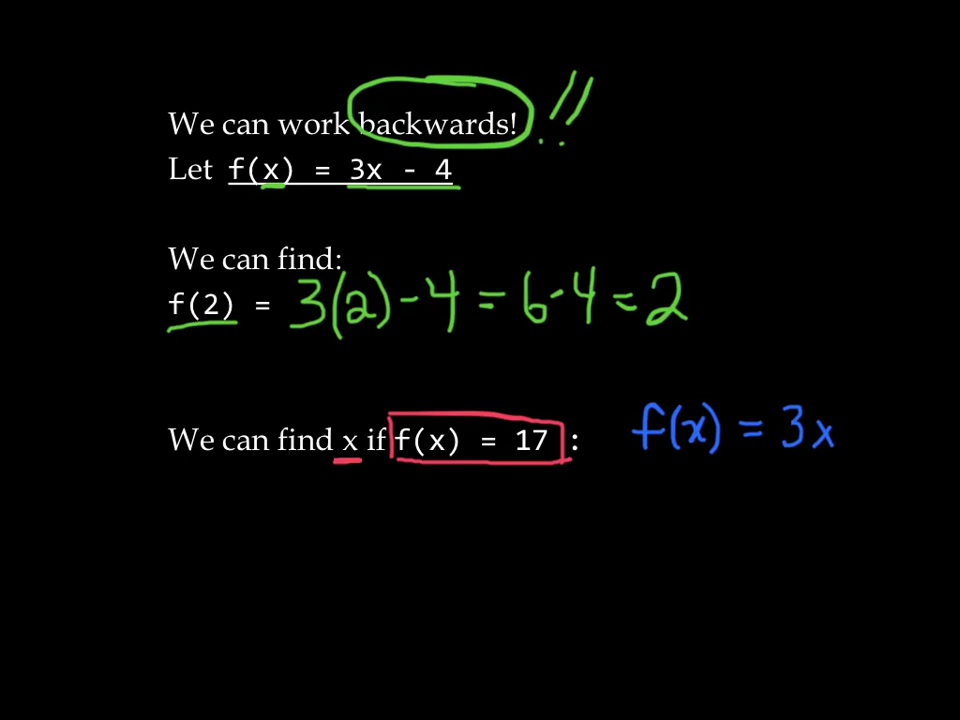 We can work backwards! !!
Let f(x) = 3x - 4
We can find:
f(2) = 3(2) - 4 = 6 - 4 = 2
We can find x if f(x) = 17 : f(x) = 3x